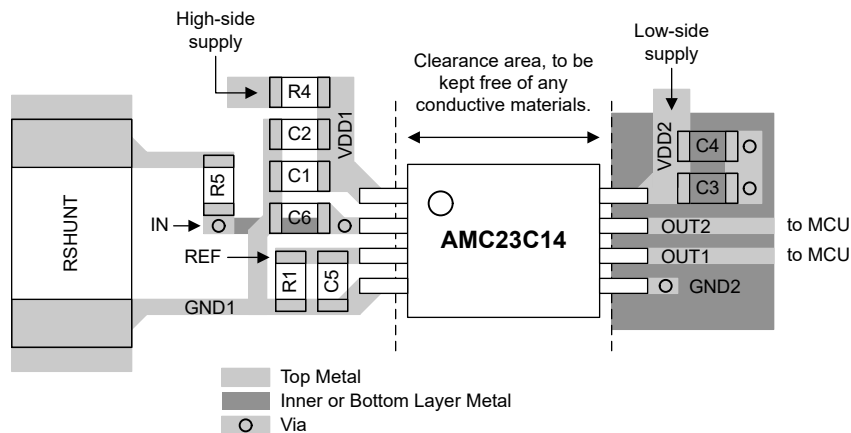 High-side
supply
Low-side
supply
Clearance area, to be
kept free of any
conductive materials.
R4
C2
C1
C6
VDD1
VDD2
C4
C3
R5
IN
REF
RSHUNT
R1
C5
GND1
AMC23C14
OUT2
to MCU
OUT1
to MCU
GND2
Top Metal
Inner or Bottom Layer Metal
Via